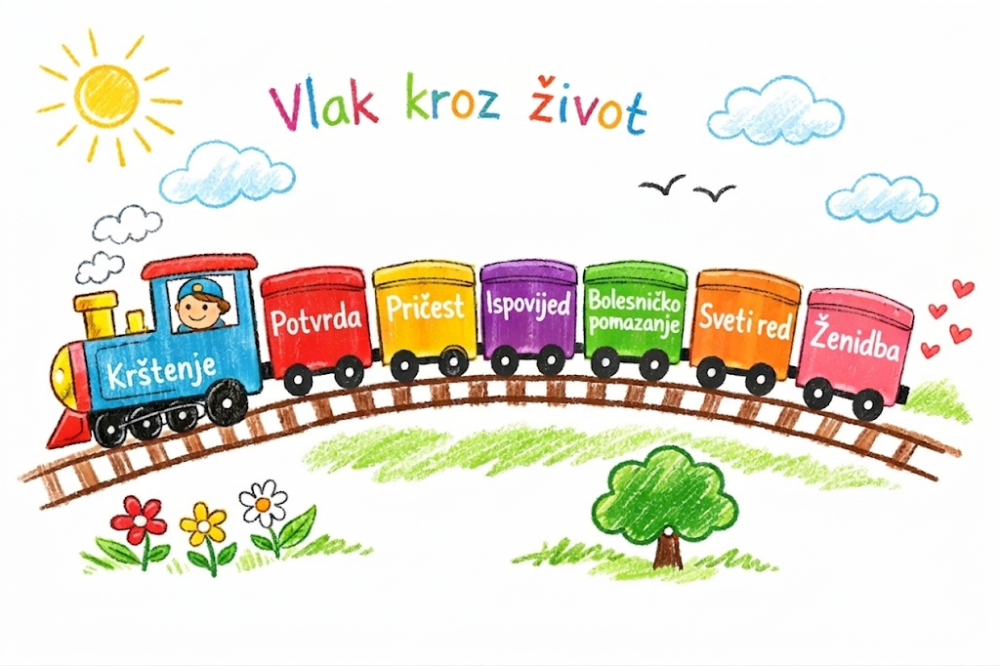 Vlak kroz život
Krštenje
Potvrda
Pričest
Ispovijed
Bolesničko
pomazanje
Sveti red
Ženidba